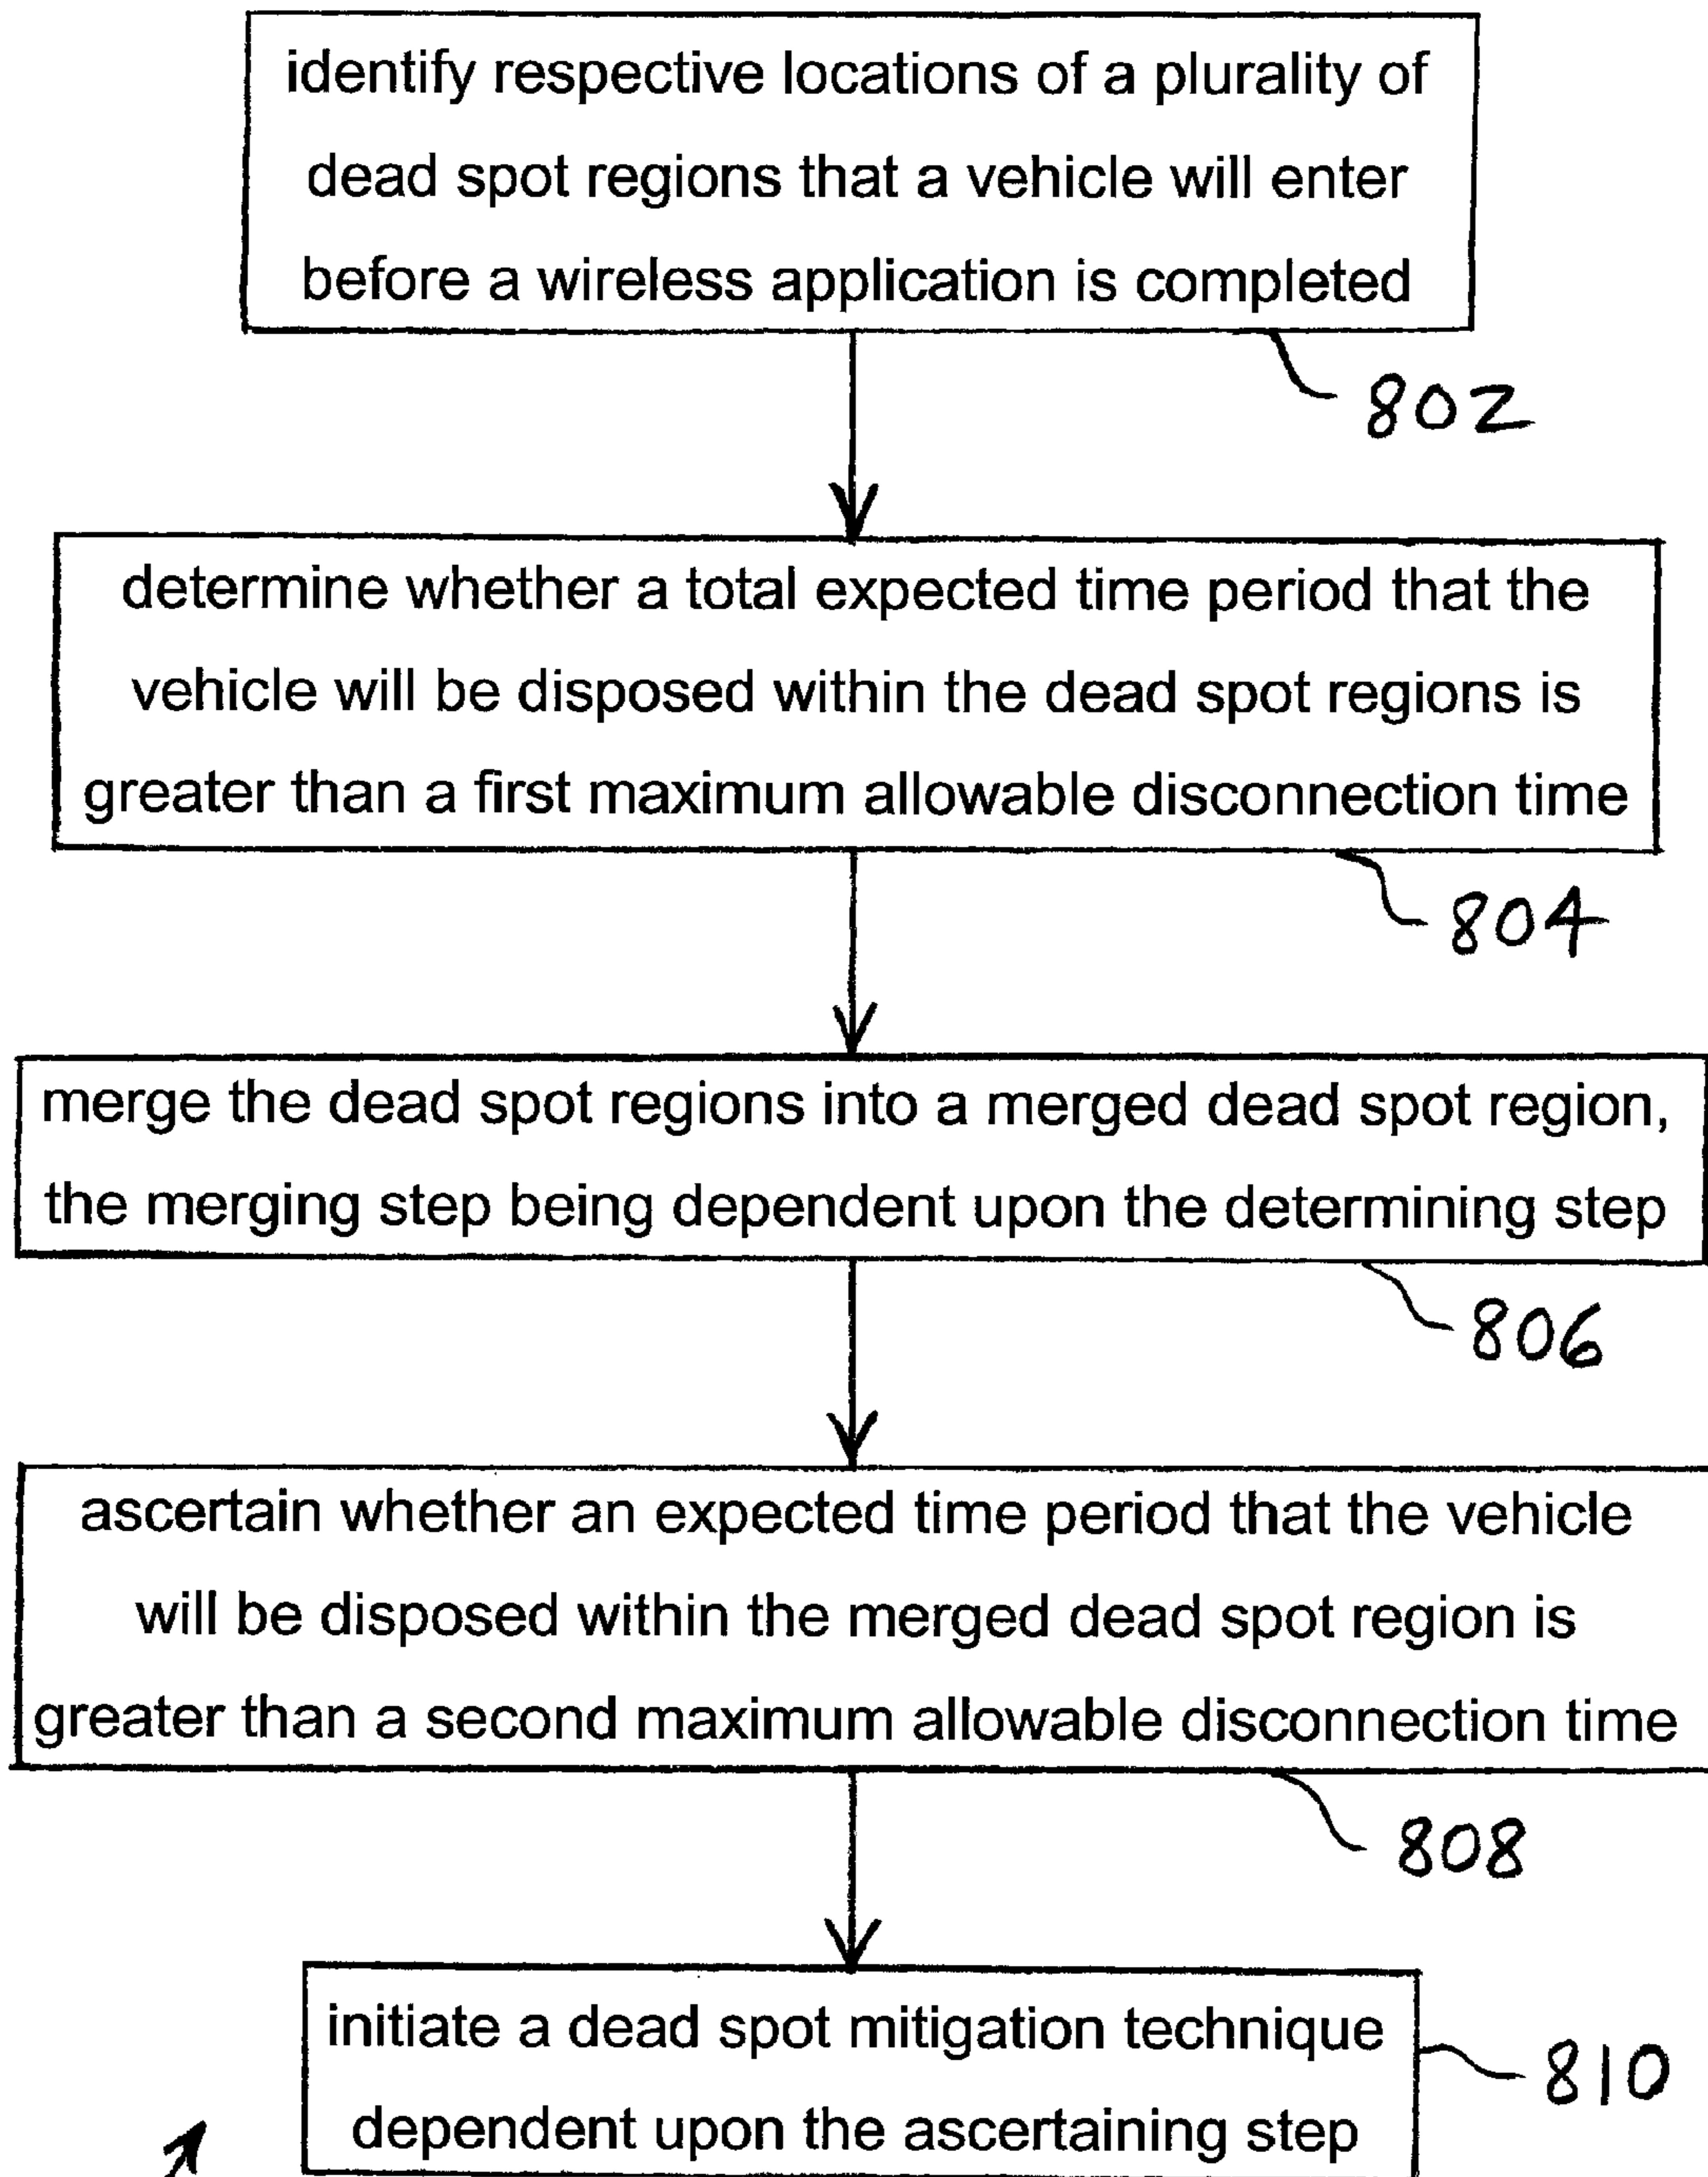 identify respective locations of a plurality of
dead spot regions that a vehicle will enter
before a wireless application is completed
802
determine whether a total expected time period that the
vehicle will be disposed within the dead spot regions is
greater than a first maximum allowable disconnection time
804
merge the dead spot regions into a merged dead spot region,
the merging step being dependent upon the determining step
806
ascertain whether an expected time period that the vehicle
will be disposed within the merged dead spot region is
greater than a second maximum allowable disconnection time
808
initiate a dead spot mitigation technique
810
dependent upon the ascertaining step